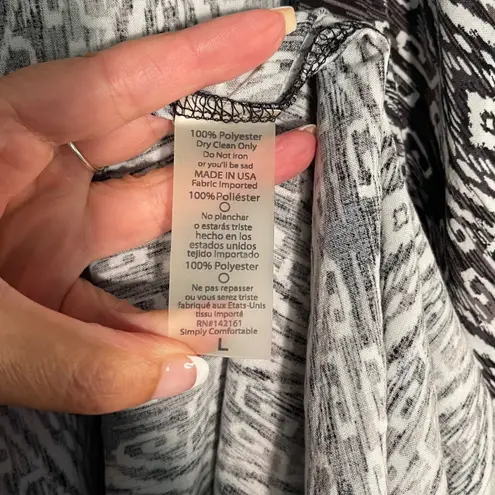 100% Polyester
Dry Clean Only
Do Not Iron
or you'll be sad
MADE IN USA
Fabric Imported
100%Poliéster
No planchar
o estarás triste
hecho en los
estados unidos
tejido importado
100% Polyester
Ne pas repasser
ou vous serez triste
fabriqué aux Etats-Unis
tissu importé
RN#142161
Simply Comfortable
L